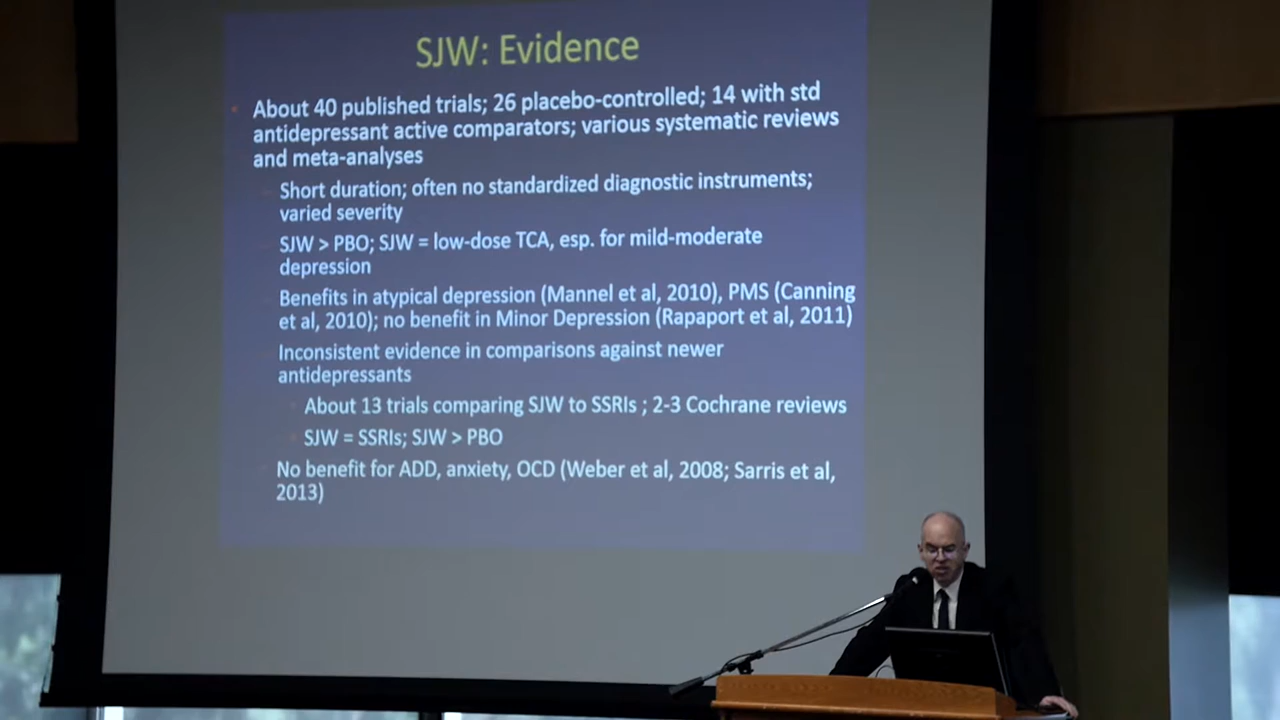 SJW: Evidence
About 40 published trials; 26 placebo-controlled; 14 with std
antidepressant active comparators; various systematic reviews
and meta-analyses
Short duration; often no standardized diagnostic instruments;
varied severity
SJW > PBO; SJW = low-dose TCA, esp. for mild-moderate
depression
Benefits in atypical depression (Mannel et al, 2010), PMS (Canning
et al, 2010); no benefit in Minor Depression (Rapaport et al, 2011)
Inconsistent evidence in comparisons against newer
antidepressants
About 13 trials comparing SJW to SSRIs ; 2-3 Cochrane reviews
SJW = SSRIs; SJW > PBO
No benefit for ADD, anxiety, OCD (Weber et al, 2008; Sarris et al,
2013)